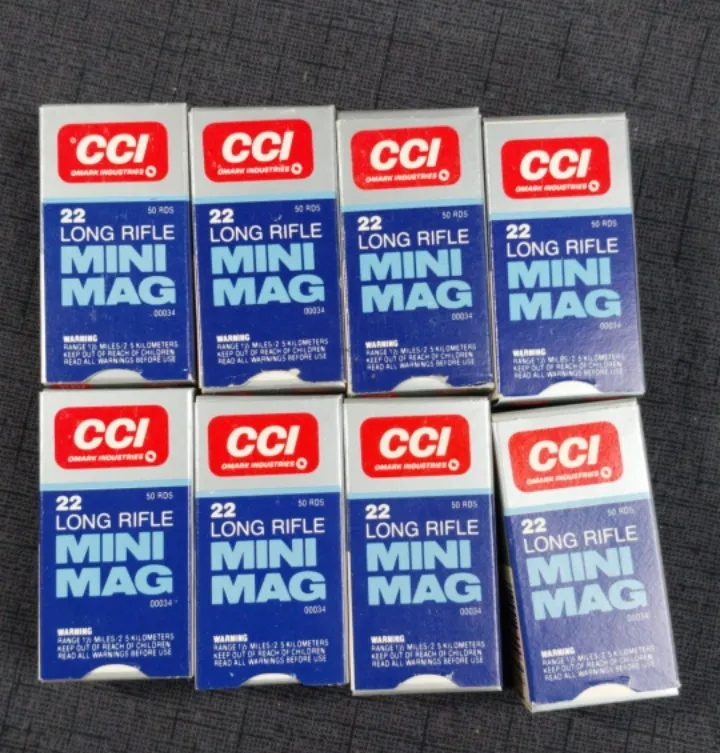 CCI
OMARK INDUSTRIES
22
50 RDS
LONG RIFLE
MINI
MAG
00034
WARNING
RANGE 1½ MILES/2.5 KILOMETERS
KEEP OUT OF REACH OF CHILDREN
READ ALL WARNINGS BEFORE USE
CCI
OMARK INDUSTRIES
22
50 RDS
LONG RIFLE
MINI
MAG
00034
WARNING
RANGE 1½ MILES/2.5 KILOMETERS
KEEP OUT OF REACH OF CHILDREN
READ ALL WARNINGS BEFORE USE
CCI
OMARK INDUSTRIES
22
50 RDS
LONG RIFLE
MINI
MAG
00034
WARNING
RANGE 1½ MILES/2.5 KILOMETERS
KEEP OUT OF REACH OF CHILDREN
READ ALL WARNINGS BEFORE USE
CCI
OMARK INDUSTRIES
22
50 RDS
LONG RIFLE
MINI
MAG
00034
WARNING
RANGE 1½ MILES/2.5 KILOMETERS
KEEP OUT OF REACH OF CHILDREN
READ ALL WARNINGS BEFORE USE
CCI
OMARK INDUSTRIES
22
50 RDS
LONG RIFLE
MINI
MAG
00034
WARNING
RANGE 1½ MILES/2.5 KILOMETERS
KEEP OUT OF REACH OF CHILDREN
READ ALL WARNINGS BEFORE USE
CCI
OMARK INDUSTRIES
22
50 RDS
LONG RIFLE
MINI
MAG
00034
WARNING
RANGE 1½ MILES/2.5 KILOMETERS
KEEP OUT OF REACH OF CHILDREN
READ ALL WARNINGS BEFORE USE
CCI
OMARK INDUSTRIES
22
50 RDS
LONG RIFLE
MINI
MAG
00034
WARNING
RANGE 1½ MILES/2.5 KILOMETERS
KEEP OUT OF REACH OF CHILDREN
READ ALL WARNINGS BEFORE USE
CCI
OMARK INDUSTRIES
22
50 RDS
LONG RIFLE
MINI
MAG
00034
WARNING
RANGE 1½ MILES/2.5 KILOMETERS
KEEP OUT OF REACH OF CHILDREN
READ ALL WARNINGS BEFORE USE